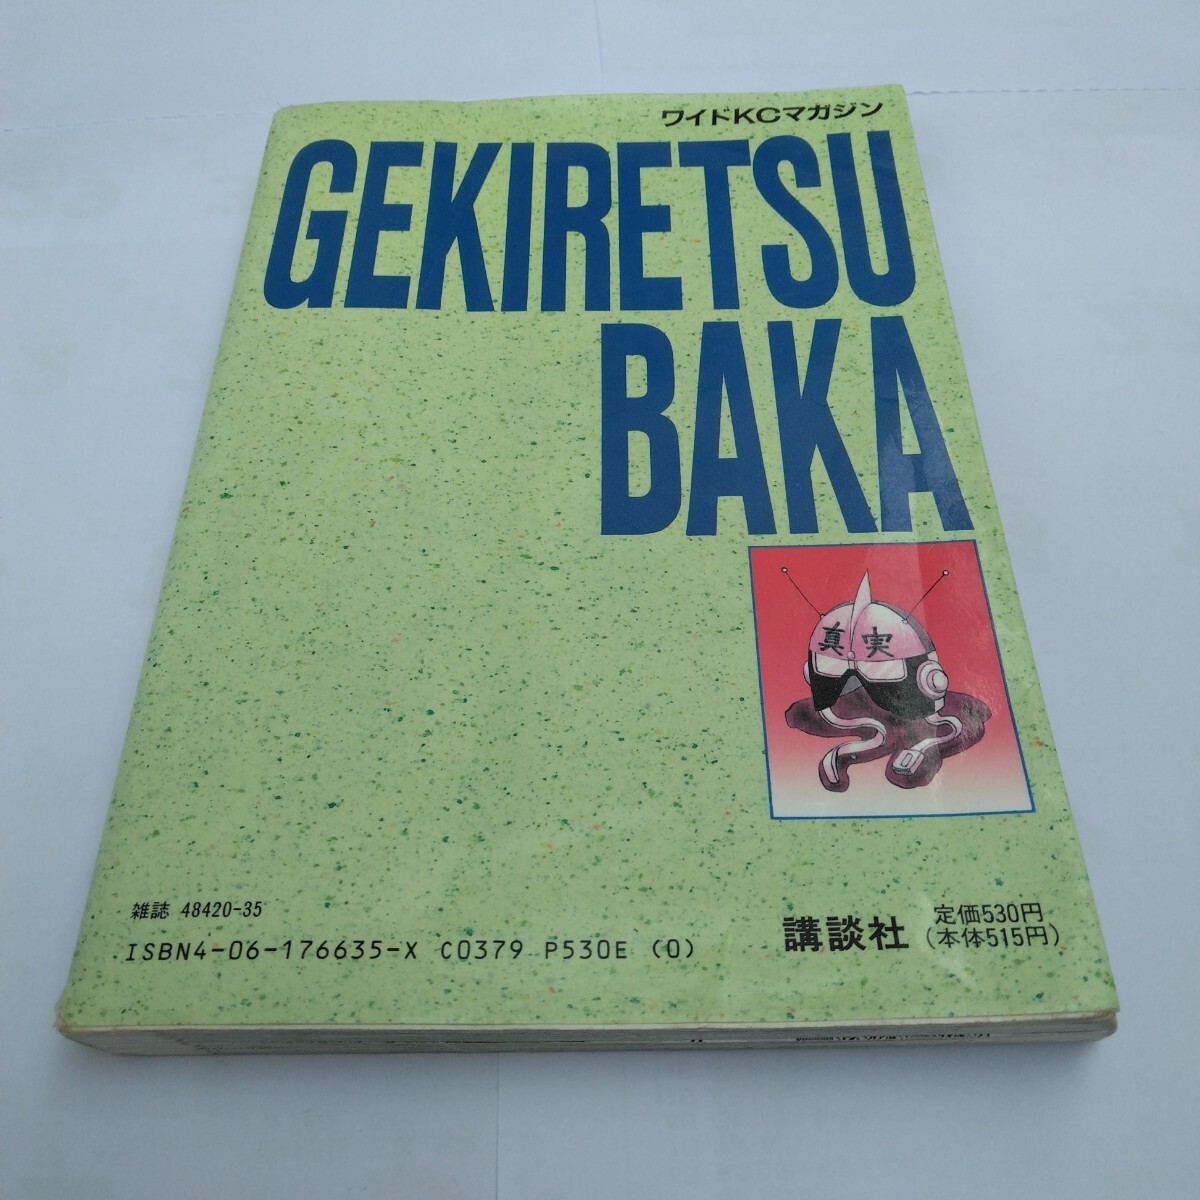 ワイドKCマガジン
GEKIRETSU
BAKA
真実
雑誌 48420-35
ISBN4-06-176635-X C0379 P530E (0)
講談社
定価530円
(本体515円)